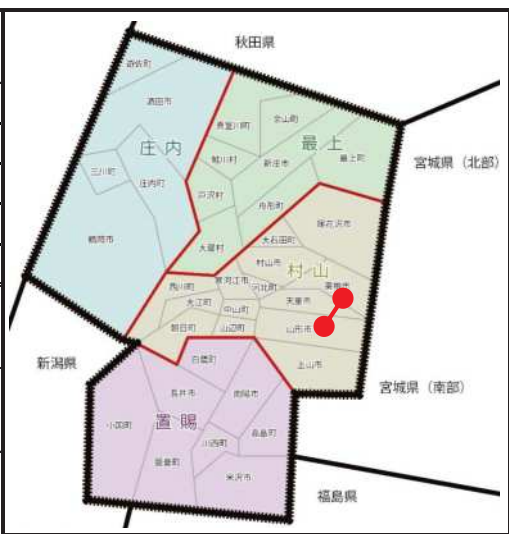 秋田県
遊佐町
酒田市
庄内
三川町
庄内町
鶴岡市
真室川町
金山町
最上
鮭川村
新庄市
最上町
戸沢村
舟形町
大蔵村
宮城県（北部）
尾花沢市
大石田町
村山市
村山
西川町
寒河江市
河北町
東根市
大江町
中山町
天童市
朝日町
山辺町
山形市
上山市
新潟県
宮城県（南部）
白鷹町
長井市
南陽市
置賜
小国町
高畠町
川西町
飯豊町
米沢市
福島県